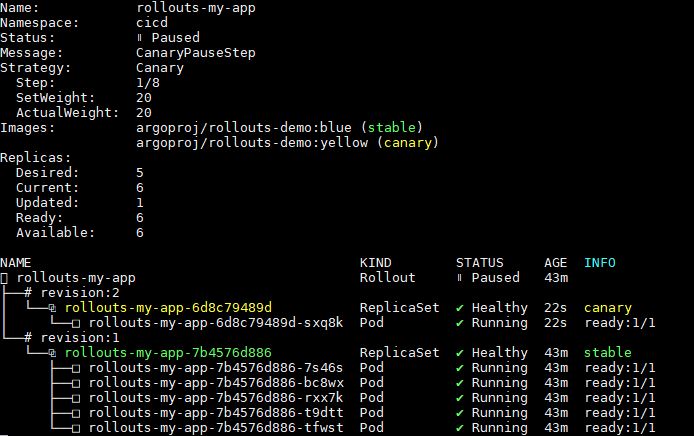 Name:            rollouts-my-app
Namespace:       cicd
Status:          ॥ Paused
Message:         CanaryPauseStep
Strategy:        Canary
  Step:          1/8
  SetWeight:     20
  ActualWeight:  20
Images:          argoproj/rollouts-demo:blue (stable)
                 argoproj/rollouts-demo:yellow (canary)
Replicas:
  Desired:       5
  Current:       6
  Updated:       1
  Ready:         6
  Available:     6
NAME                                         KIND        STATUS     AGE  INFO
rollouts-my-app                            Rollout     ॥ Paused   43m
├──# revision:2
│  └──⧉ rollouts-my-app-6d8c79489d           ReplicaSet  ✔ Healthy  22s  canary
│     └──□ rollouts-my-app-6d8c79489d-sxq8k  Pod         ✔ Running  22s  ready:1/1
└──# revision:1
   └──⧉ rollouts-my-app-7b4576d886           ReplicaSet  ✔ Healthy  43m  stable
      ├──□ rollouts-my-app-7b4576d886-7s46s  Pod         ✔ Running  43m  ready:1/1
      ├──□ rollouts-my-app-7b4576d886-bc8wx  Pod         ✔ Running  43m  ready:1/1
      ├──□ rollouts-my-app-7b4576d886-rxx7k  Pod         ✔ Running  43m  ready:1/1
      ├──□ rollouts-my-app-7b4576d886-t9dtt  Pod         ✔ Running  43m  ready:1/1
      └──□ rollouts-my-app-7b4576d886-tfwst  Pod         ✔ Running  43m  ready:1/1